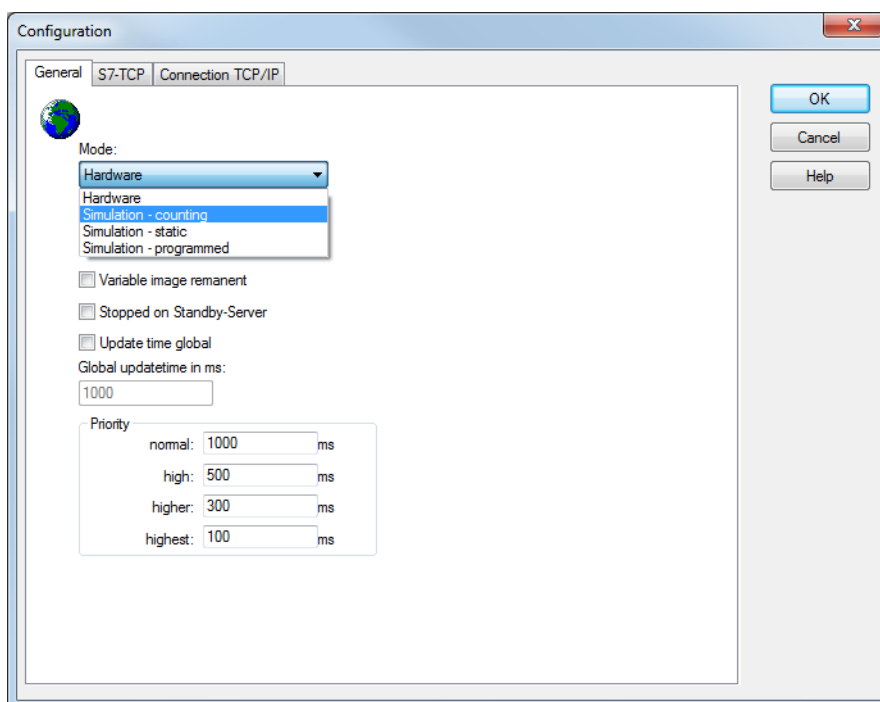 Configuration
General S7-TCP Connection TCP/IP
OK
Cancel
Help
Mode:
Hardware
Hardware
Simulation - counting
Simulation - static
Simulation - programmed
Variable image remanent
Stopped on Standby-Server
Update time global
Global updatetime in ms:
1000
Priority
normal: 1000 ms
high: 500 ms
higher: 300 ms
highest: 100 ms